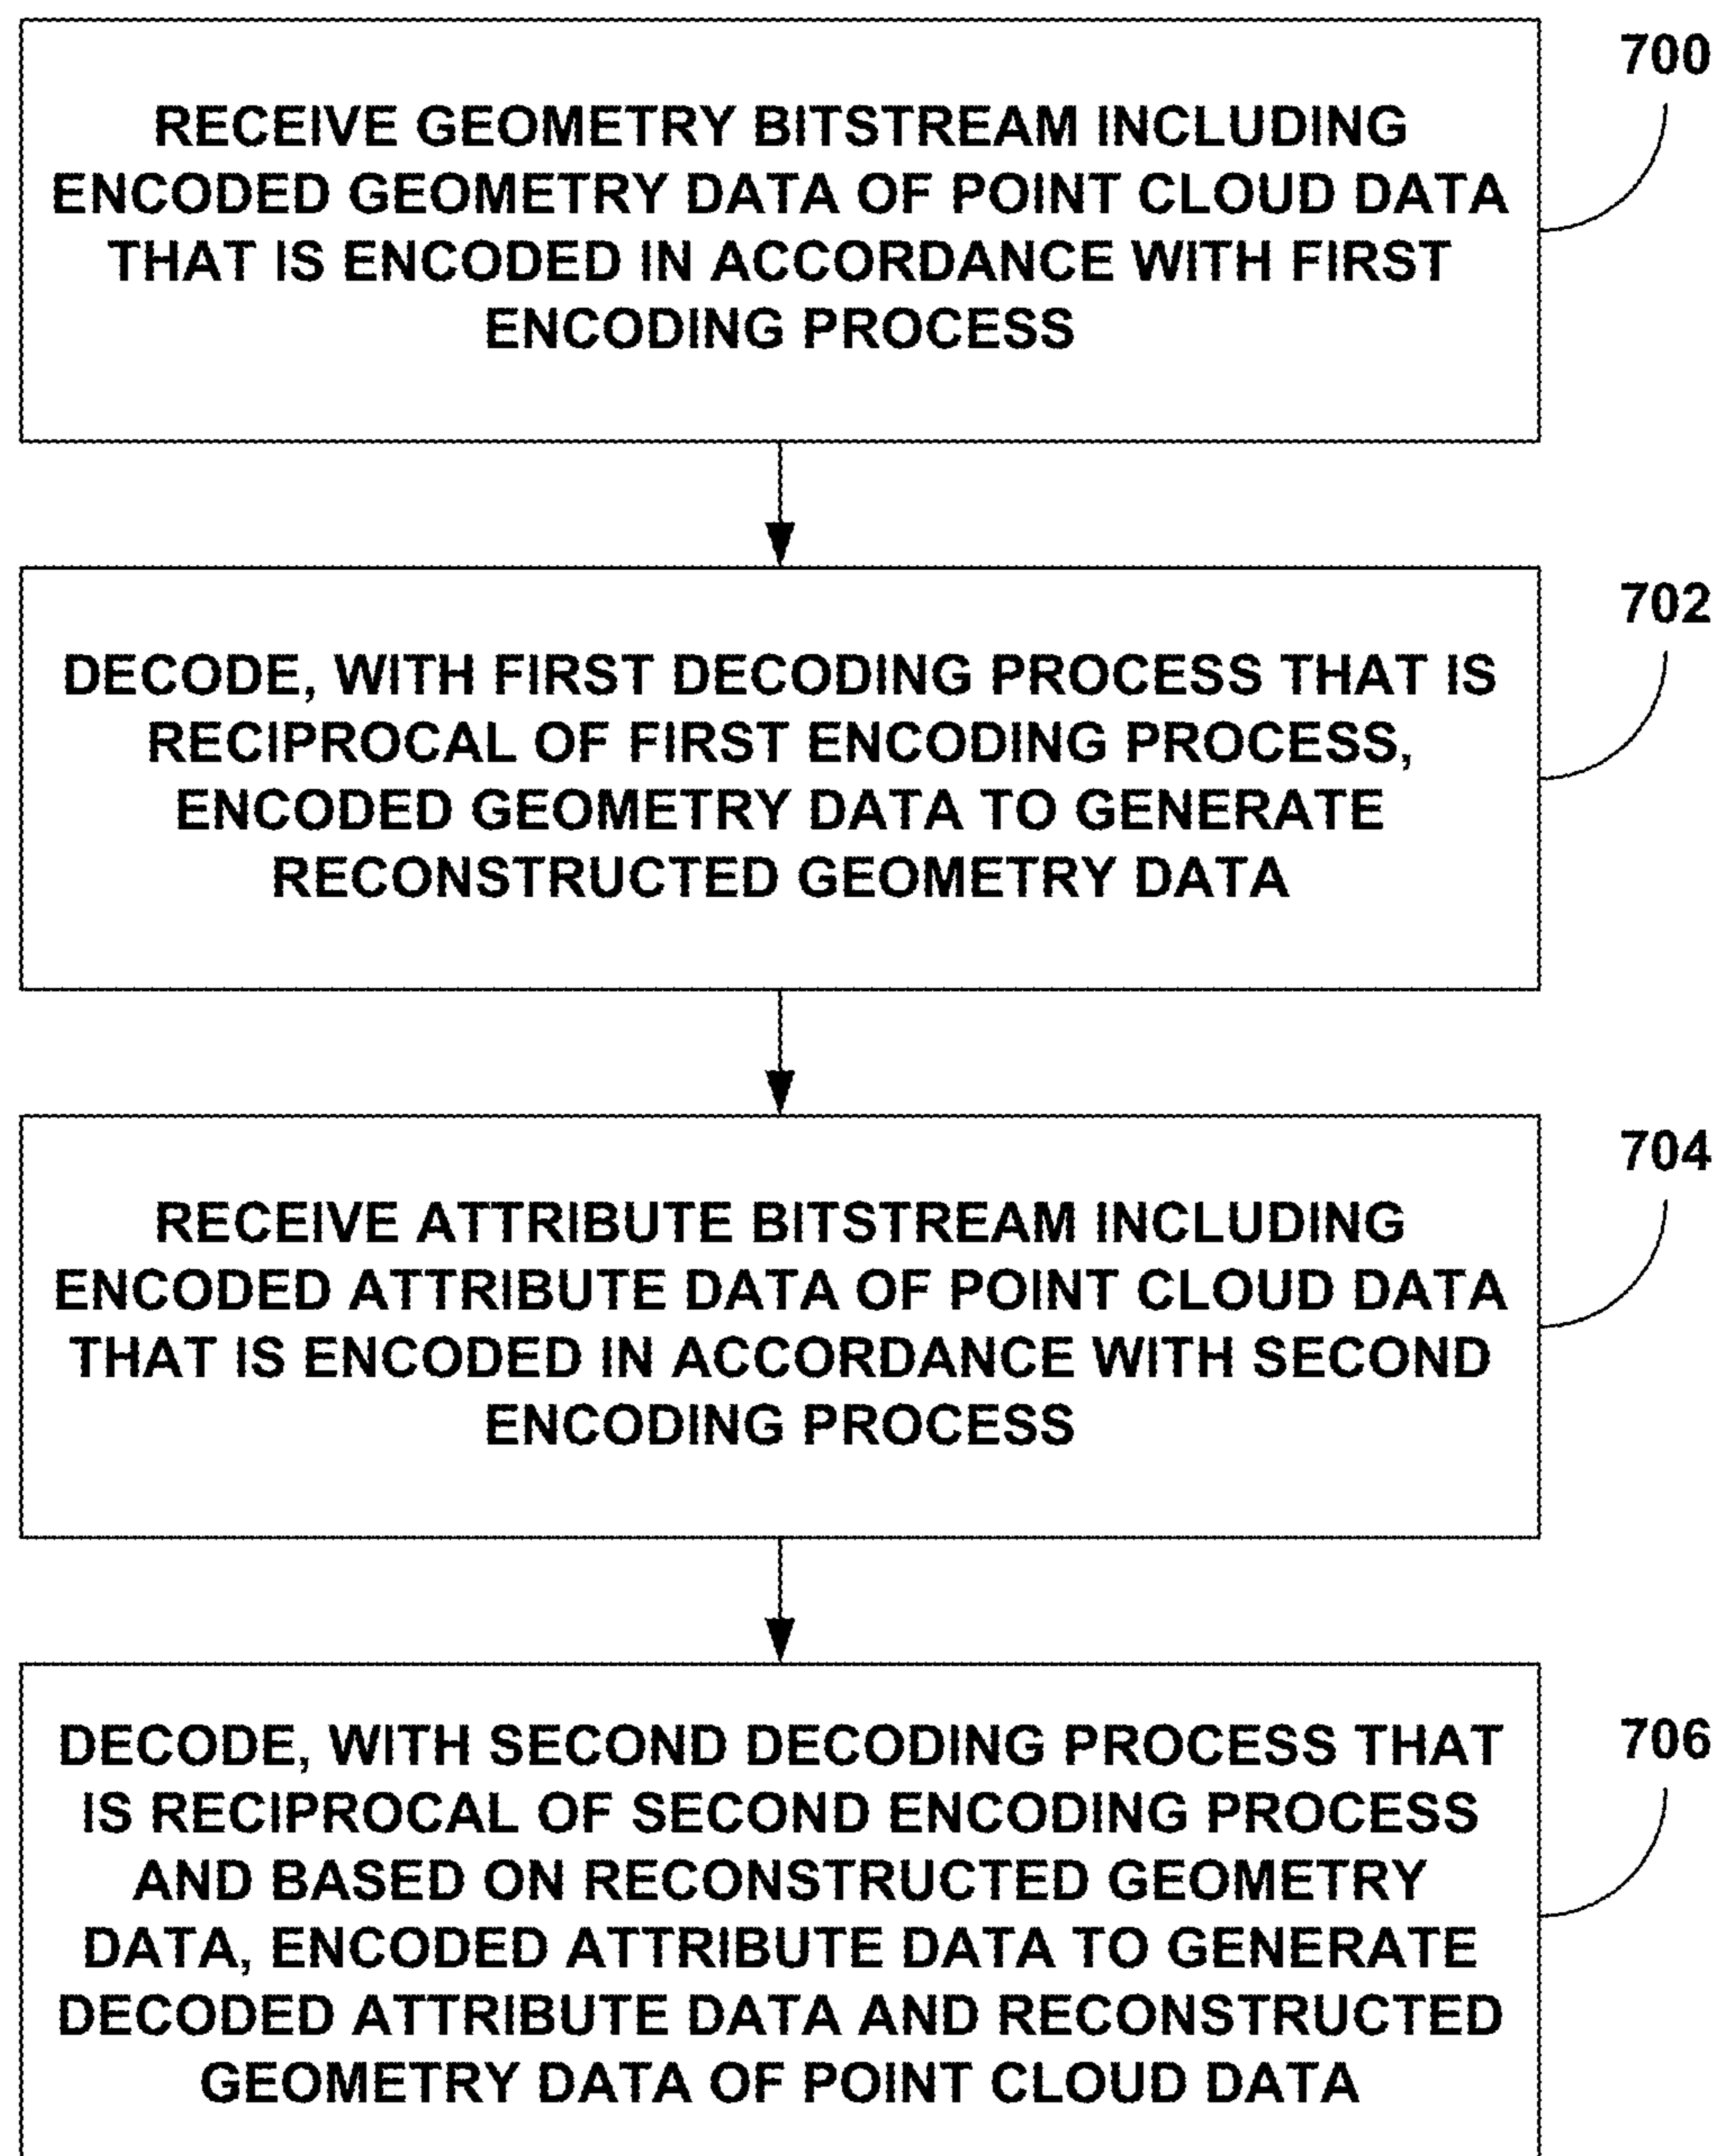 700
RECEIVE GEOMETRY BITSTREAM INCLUDING
ENCODED GEOMETRY DATA OF POINT CLOUD DATA
THAT IS ENCODED IN ACCORDANCE WITH FIRST
ENCODING PROCESS
702
DECODE, WITH FIRST DECODING PROCESS THAT IS
RECIPROCAL OF FIRST ENCODING PROCESS,
ENCODED GEOMETRY DATA TO GENERATE
RECONSTRUCTED GEOMETRY DATA
704
RECEIVE ATTRIBUTE BITSTREAM INCLUDING
ENCODED ATTRIBUTE DATA OF POINT CLOUD DATA
THAT IS ENCODED IN ACCORDANCE WITH SECOND
ENCODING PROCESS
706
DECODE, WITH SECOND DECODING PROCESS THAT
IS RECIPROCAL OF SECOND ENCODING PROCESS
AND BASED ON RECONSTRUCTED GEOMETRY
DATA, ENCODED ATTRIBUTE DATA TO GENERATE
DECODED ATTRIBUTE DATA AND RECONSTRUCTED
GEOMETRY DATA OF POINT CLOUD DATA